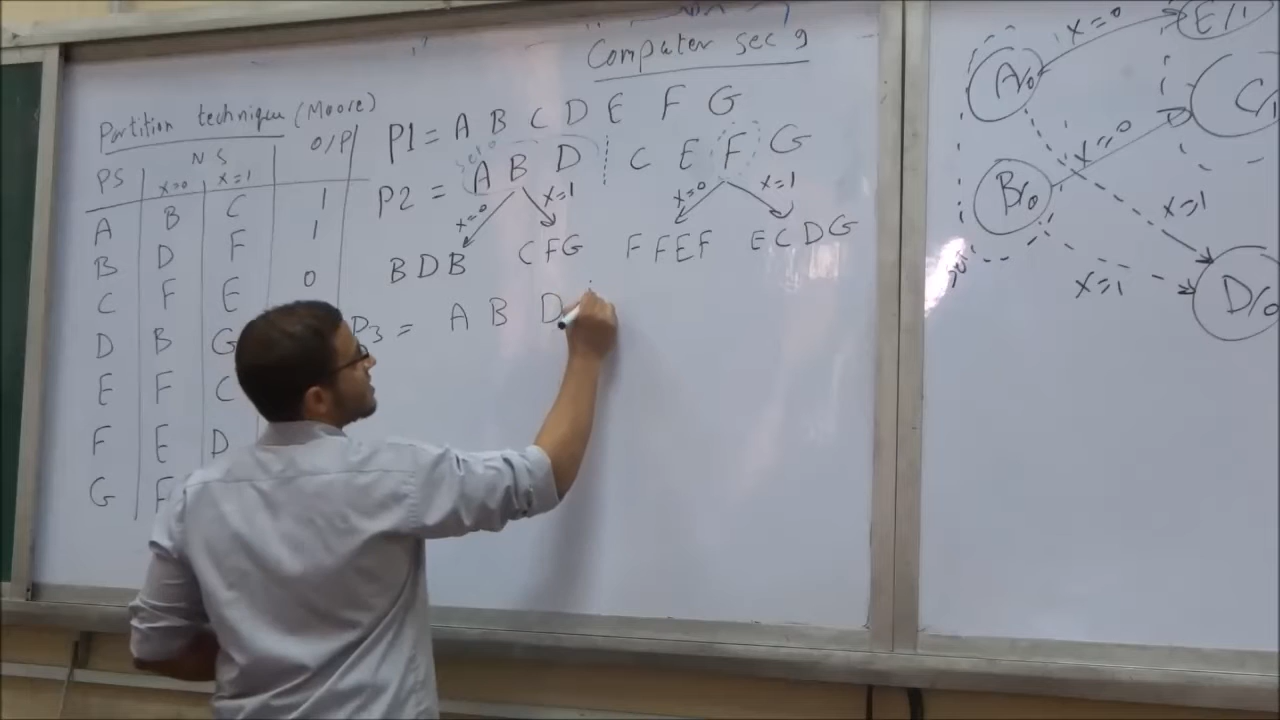 Computer sec 9
Partition technique (Moore)
PS NS O/P
x=0 x=1
A B C 1
B D F 1
C F E 0
D B G
E F C
F E D
G F
P1 = A B C D E F G
P2 = A B D C E F G
x=0 x=1 x=0 x=1
B D B C F G F F E F E C D G
P3 = A B D
A/0 x=0 E/1
C/1
B/0 x=0
x=1
x=1 D/0